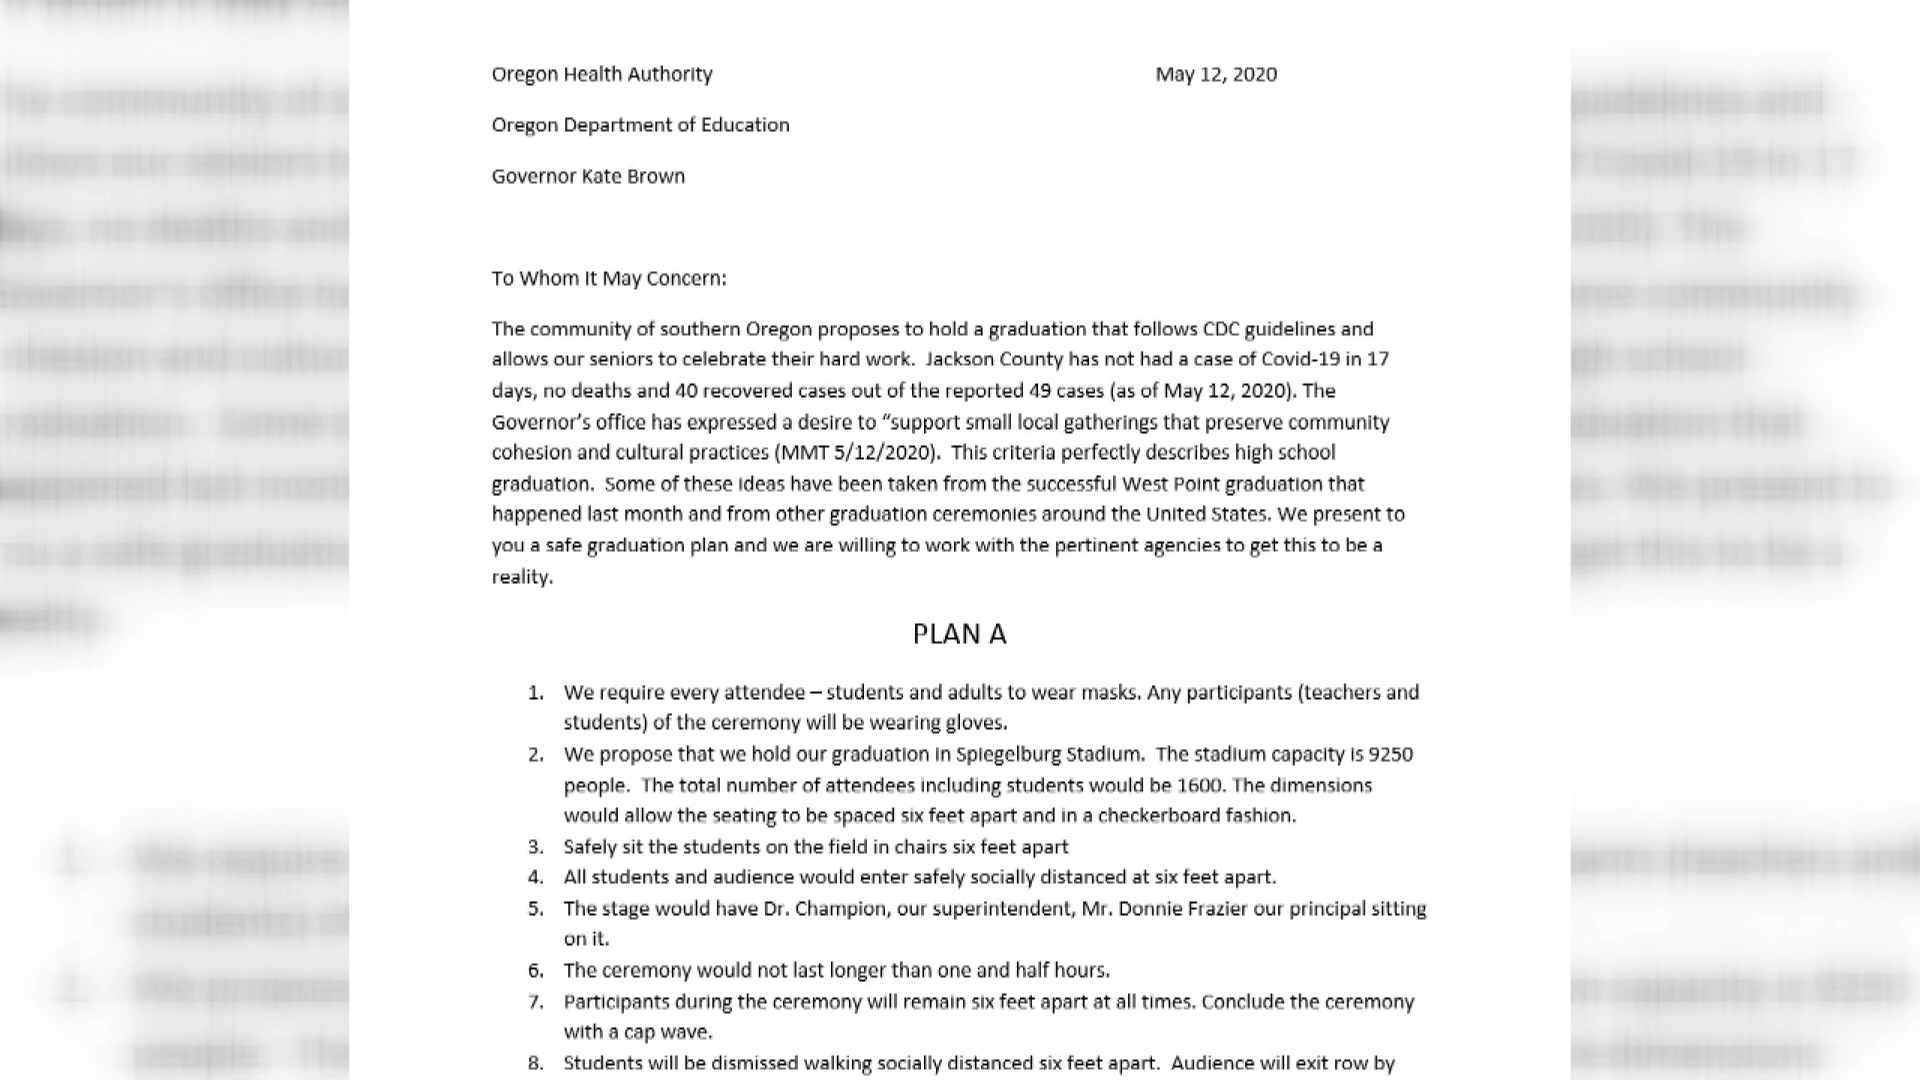 Oregon Health Authority May 12, 2020
Oregon Department of Education
Governor Kate Brown
To Whom It May Concern:
The community of southern Oregon proposes to hold a graduation that follows CDC guidelines and
allows our seniors to celebrate their hard work.  Jackson County has not had a case of Covid-19 in 17
days, no deaths and 40 recovered cases out of the reported 49 cases (as of May 12, 2020). The
Governor’s office has expressed a desire to “support small local gatherings that preserve community
cohesion and cultural practices (MMT 5/12/2020).  This criteria perfectly describes high school
graduation.  Some of these ideas have been taken from the successful West Point graduation that
happened last month and from other graduation ceremonies around the United States. We present to
you a safe graduation plan and we are willing to work with the pertinent agencies to get this to be a
reality.
PLAN A
1. We require every attendee – students and adults to wear masks. Any participants (teachers and
students) of the ceremony will be wearing gloves.
2. We propose that we hold our graduation in Spiegelburg Stadium.  The stadium capacity is 9250
people.  The total number of attendees including students would be 1600. The dimensions
would allow the seating to be spaced six feet apart and in a checkerboard fashion.
3. Safely sit the students on the field in chairs six feet apart
4. All students and audience would enter safely socially distanced at six feet apart.
5. The stage would have Dr. Champion, our superintendent, Mr. Donnie Frazier our principal sitting
on it.
6. The ceremony would not last longer than one and half hours.
7. Participants during the ceremony will remain six feet apart at all times. Conclude the ceremony
with a cap wave.
8. Students will be dismissed walking socially distanced six feet apart.  Audience will exit row by